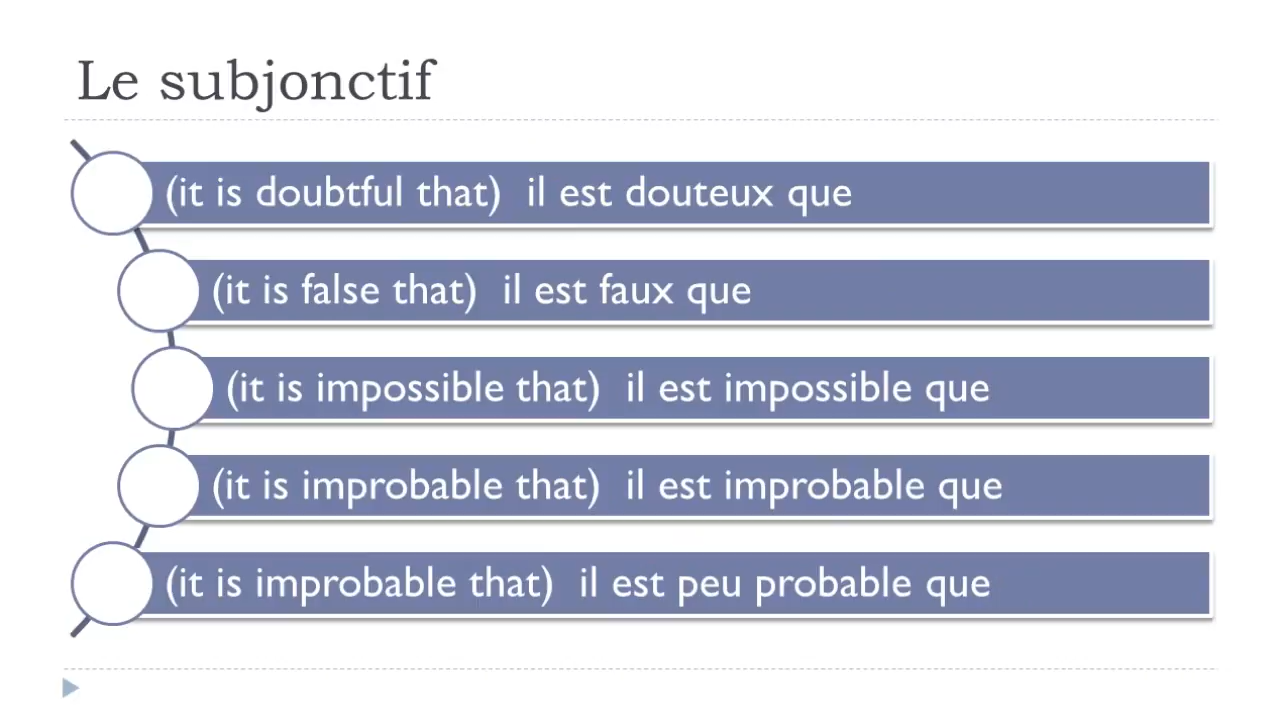 Le subjonctif
(it is doubtful that) il est douteux que
(it is false that) il est faux que
(it is impossible that) il est impossible que
(it is improbable that) il est improbable que
(it is improbable that) il est peu probable que